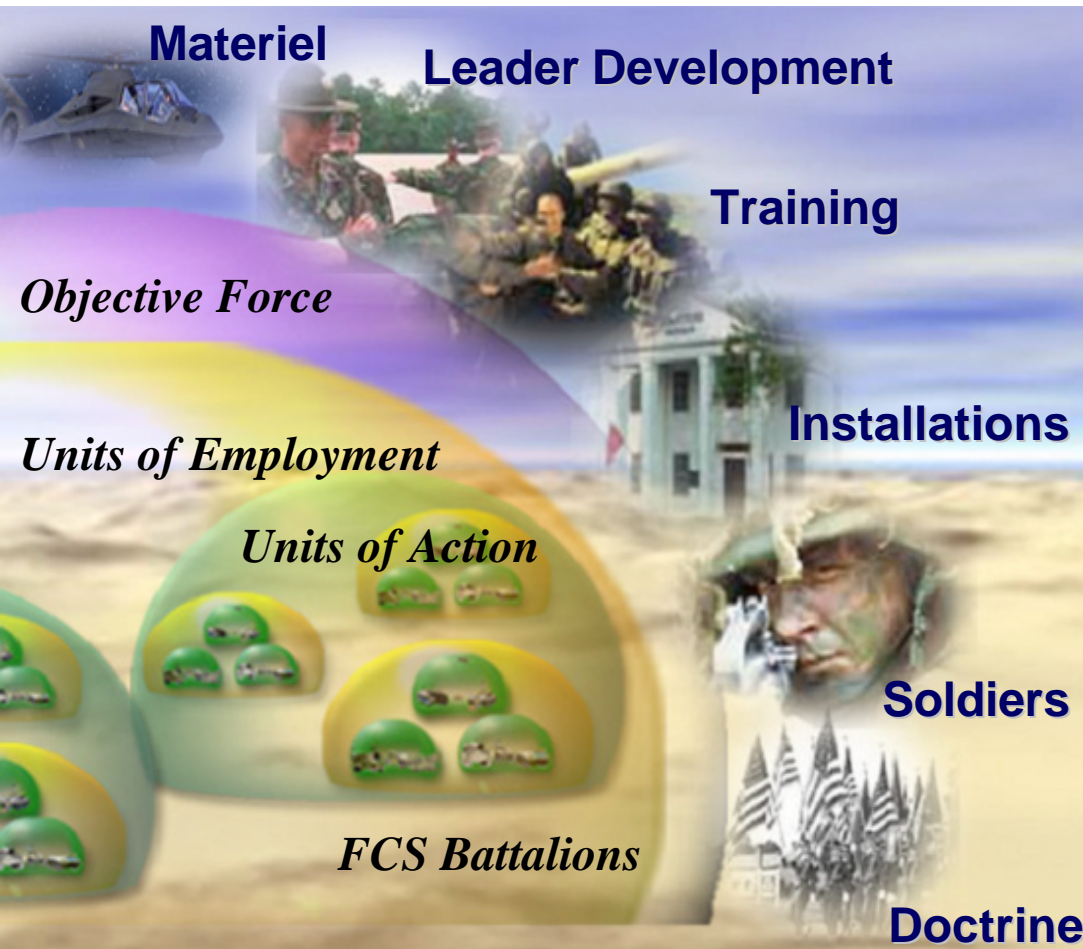 Materiel
Leader Development
Training
Objective Force
Installations
Units of Employment
Units of Action
Soldiers
FCS Battalions
Doctrine